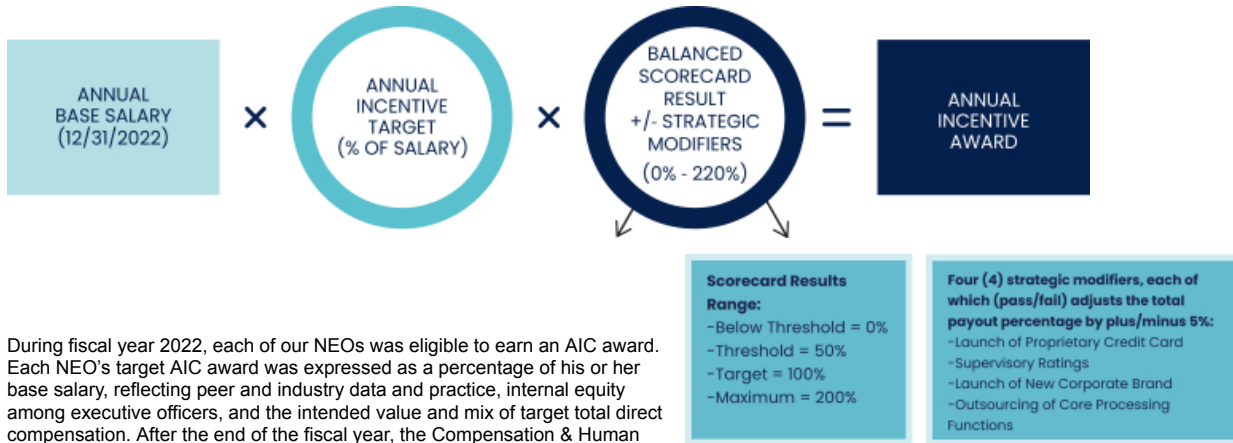 ANNUAL
BASE SALARY
(12/31/2022)
×
ANNUAL
INCENTIVE
TARGET
(% OF SALARY)
×
BALANCED
SCORECARD
RESULT
+/- STRATEGIC
MODIFIERS
(0% - 220%)
=
ANNUAL
INCENTIVE
AWARD
Scorecard Results
Range:
-Below Threshold = 0%
-Threshold = 50%
-Target = 100%
-Maximum = 200%
Four (4) strategic modifiers, each of
which (pass/fail) adjusts the total
payout percentage by plus/minus 5%:
-Launch of Proprietary Credit Card
-Supervisory Ratings
-Launch of New Corporate Brand
-Outsourcing of Core Processing
Functions
During fiscal year 2022, each of our NEOs was eligible to earn an AIC award.
Each NEO’s target AIC award was expressed as a percentage of his or her
base salary, reflecting peer and industry data and practice, internal equity
among executive officers, and the intended value and mix of target total direct
compensation. After the end of the fiscal year, the Compensation & Human